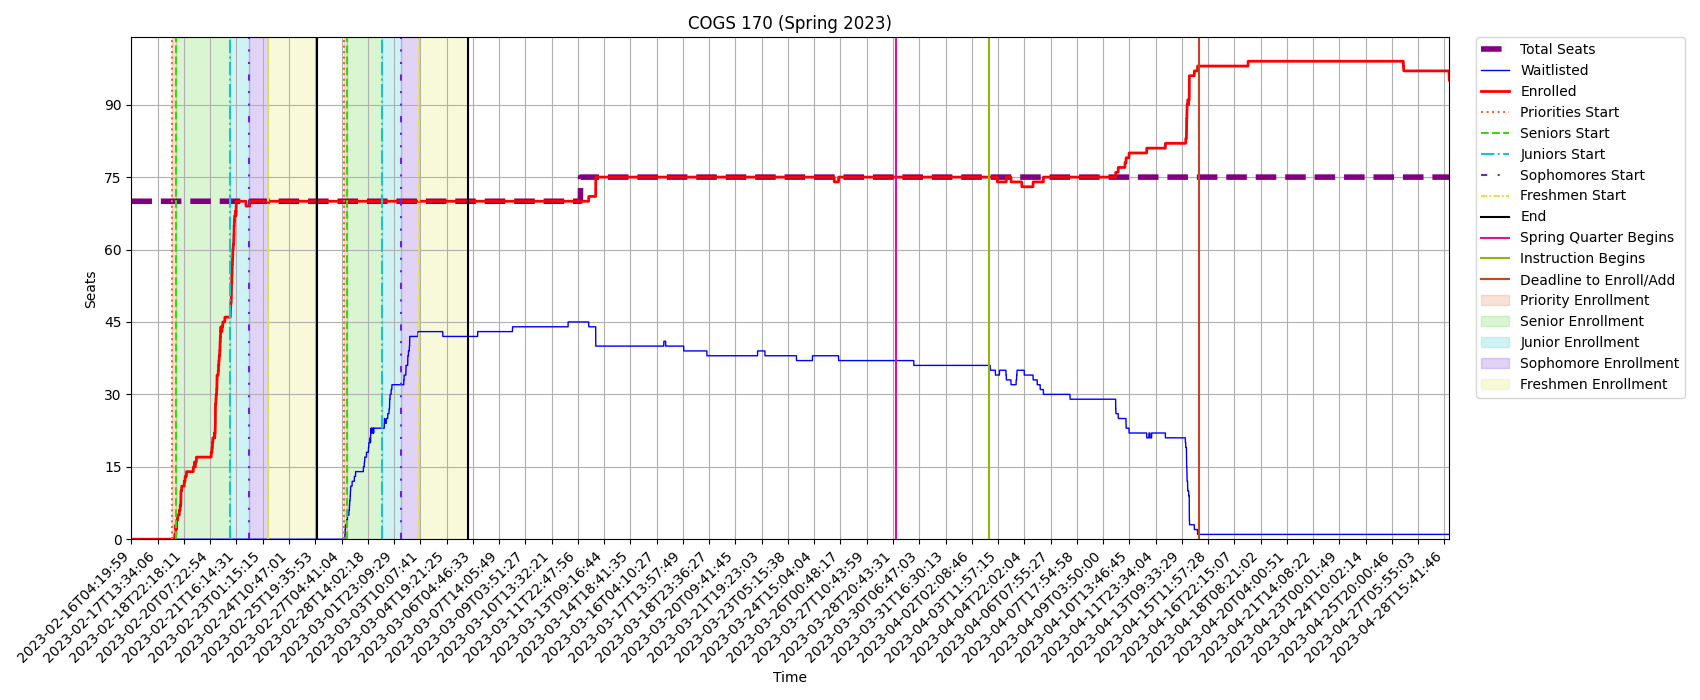 COGS 170 (Spring 2023)
Seats
90
75
60
45
30
15
0
2023-02-16T04:19:59
2023-02-17T13:34:06
2023-02-18T22:18:11
2023-02-20T07:22:54
2023-02-21T16:14:31
2023-02-23T01:15:15
2023-02-24T10:47:01
2023-02-25T19:35:53
2023-02-27T04:41:04
2023-02-28T14:02:18
2023-03-01T23:09:29
2023-03-03T10:07:41
2023-03-04T19:21:25
2023-03-06T04:46:33
2023-03-07T14:05:49
2023-03-09T03:51:27
2023-03-10T13:32:21
2023-03-11T22:47:56
2023-03-13T09:16:44
2023-03-14T18:41:35
2023-03-16T04:10:27
2023-03-17T13:57:49
2023-03-18T23:36:27
2023-03-20T09:41:45
2023-03-21T19:23:03
2023-03-23T05:15:38
2023-03-24T15:04:04
2023-03-26T00:48:17
2023-03-27T10:43:59
2023-03-28T20:43:31
2023-03-30T06:47:03
2023-03-31T16:30:13
2023-04-02T02:08:46
2023-04-03T11:57:15
2023-04-04T22:02:04
2023-04-06T07:55:27
2023-04-07T17:54:58
2023-04-09T03:50:00
2023-04-10T13:46:45
2023-04-11T23:34:04
2023-04-13T09:33:29
2023-04-15T11:57:28
2023-04-16T22:15:07
2023-04-18T08:21:02
2023-04-20T04:00:51
2023-04-21T14:08:22
2023-04-23T00:01:49
2023-04-24T10:02:14
2023-04-25T20:00:46
2023-04-27T05:55:03
2023-04-28T15:41:46
Time
Total Seats
Waitlisted
Enrolled
Priorities Start
Seniors Start
Juniors Start
Sophomores Start
Freshmen Start
End
Spring Quarter Begins
Instruction Begins
Deadline to Enroll/Add
Priority Enrollment
Senior Enrollment
Junior Enrollment
Sophomore Enrollment
Freshmen Enrollment